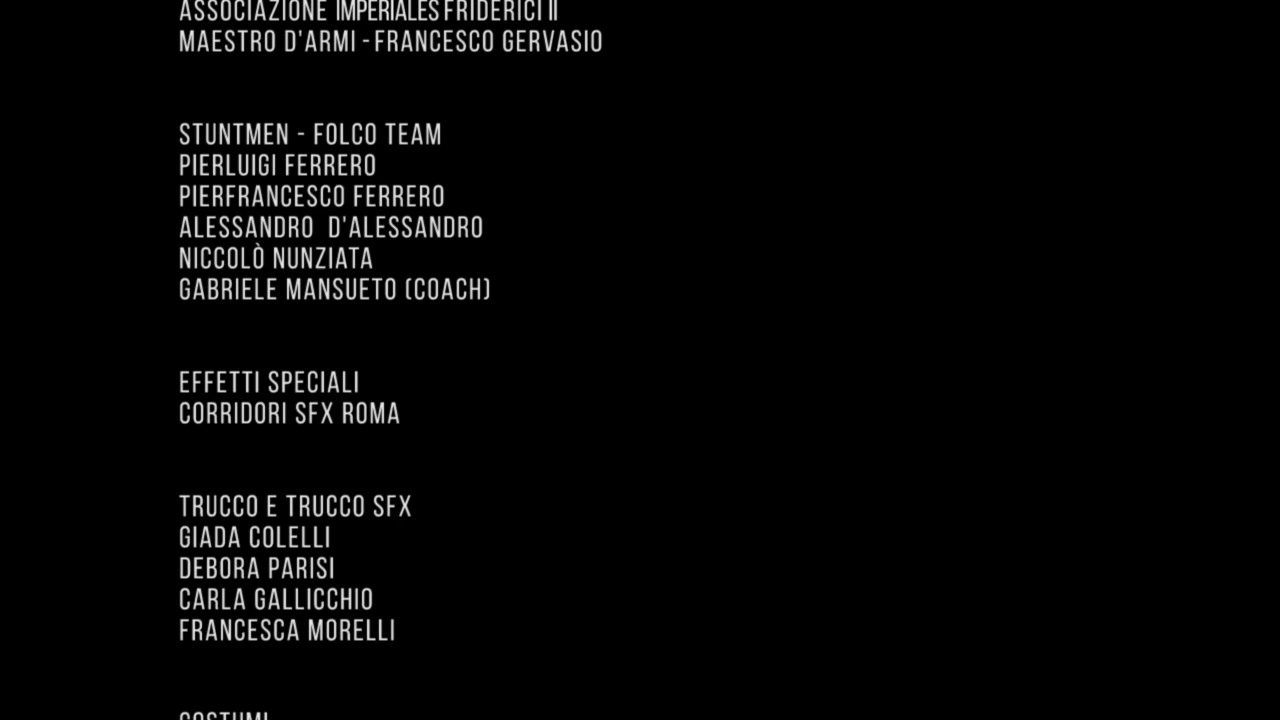 ASSOCIAZIONE IMPERIALES FRIDERICI II
MAESTRO D'ARMI - FRANCESCO GERVASIO
STUNTMEN - FOLCO TEAM
PIERLUIGI FERRERO
PIERFRANCESCO FERRERO
ALESSANDRO D'ALESSANDRO
NICCOLÒ NUNZIATA
GABRIELE MANSUETO (COACH)
EFFETTI SPECIALI
CORRIDORI SFX ROMA
TRUCCO E TRUCCO SFX
GIADA COLELLI
DEBORA PARISI
CARLA GALLICCHIO
FRANCESCA MORELLI
COSTUMI